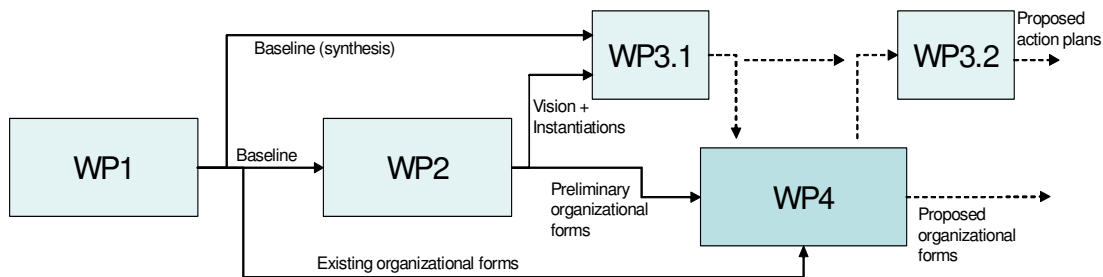 Proposed
action plans
Baseline (synthesis)
WP3.1
WP3.2
Vision +
Instantiations
WP1
Baseline
WP2
WP4
Preliminary
organizational
forms
Proposed
organizational
forms
Existing organizational forms